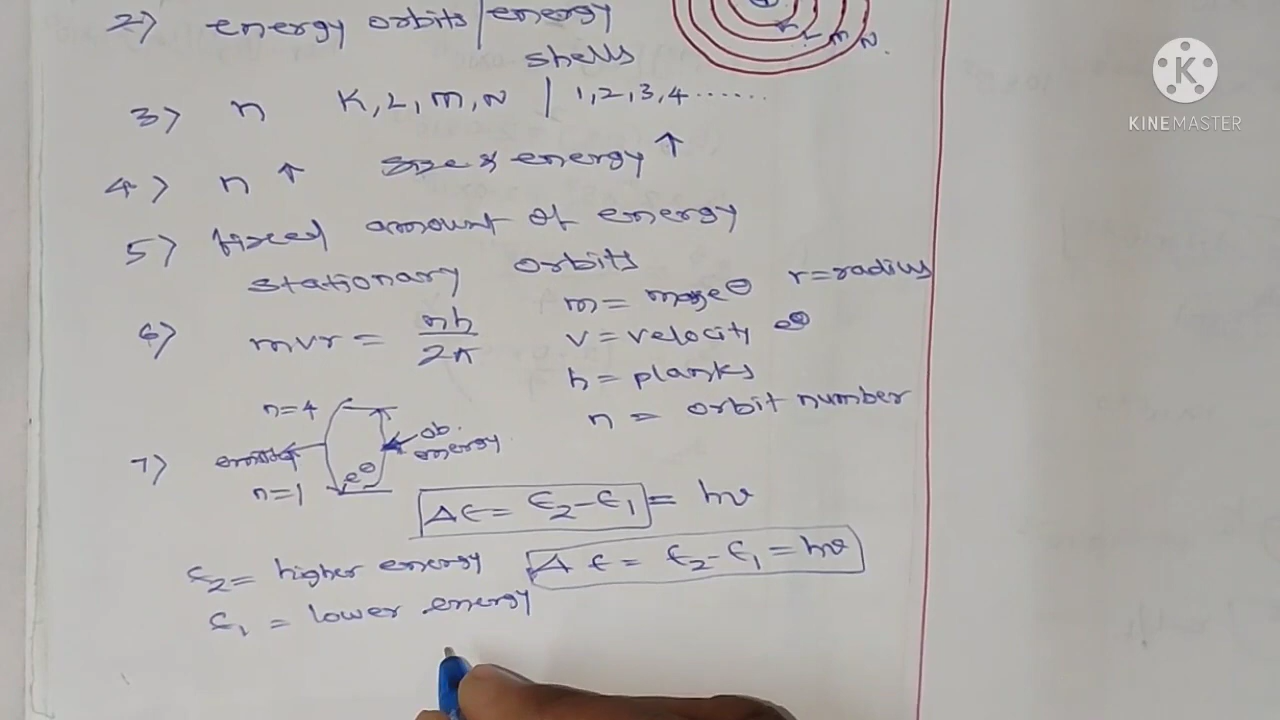 2) energy orbits/energy
shells
K L M N.
3) n K, L, M, N | 1, 2, 3, 4 ......
4) n ↑ size & energy ↑
5) fixed amount of energy
stationary orbits
6) mvr = nh/2π
m = mass e⊖ r = radius
v = velocity e⊖
h = planks
n = orbit number
7) n=4
emits
n=1
e⊖
ab.
energy
ΔE = E₂-E₁ = hν
E₂ = higher energy ΔE = E₂-E₁ = hν
E₁ = lower energy
K
KINEMASTER